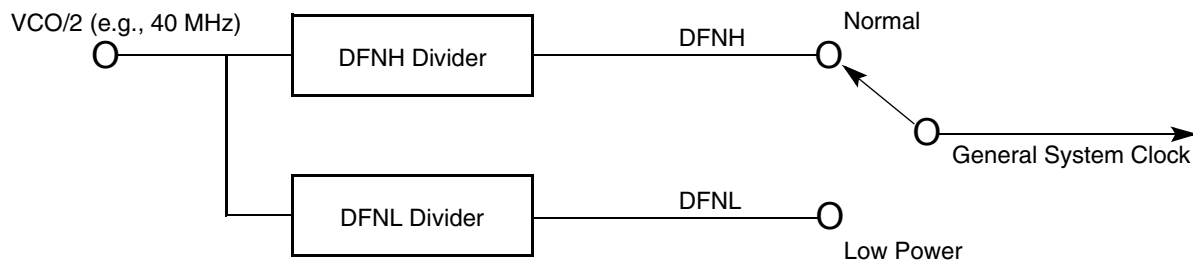 VCO/2 (e.g., 40 MHz)
DFNH Divider
DFNH
Normal
General System Clock
DFNL Divider
DFNL
Low Power